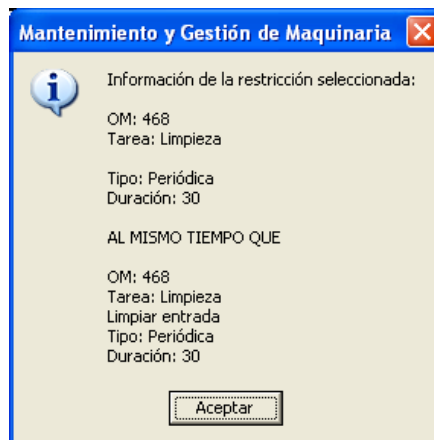 Mantenimiento y Gestión de Maquinaria
Información de la restricción seleccionada:
OM: 468
Tarea: Limpieza
Tipo: Periódica
Duración: 30
AL MISMO TIEMPO QUE
OM: 468
Tarea: Limpieza
Limpiar entrada
Tipo: Periódica
Duración: 30
Aceptar